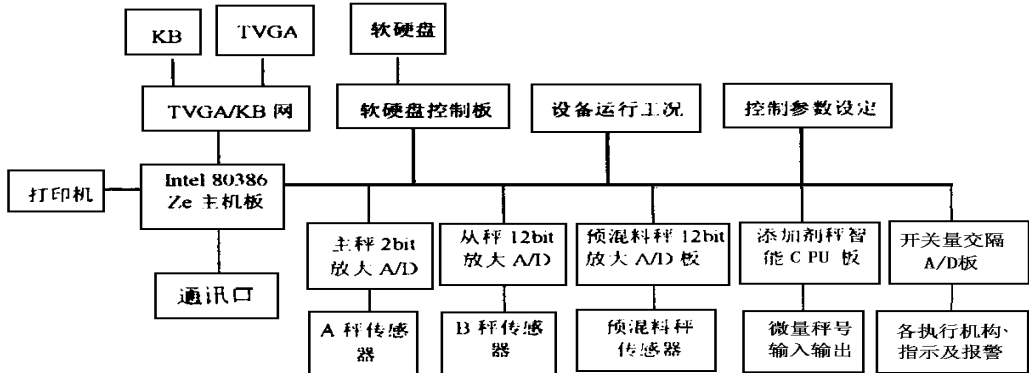 KB
TVGA
软硬盘
TVGA/KB 网
软硬盘控制板
设备运行工况
控制参数设定
打印机
Intel 80386
Ze 主机板
主秤 2bit
放大 A/D
从秤 12bit
放大 A/D
预混料秤 12bit
放大 A/D 板
添加剂秤智
能 CPU 板
开关量交隔
A/D板
通讯口
A 秤传感
器
B 秤传感
器
预混料秤
传感器
微量秤号
输入输出
各执行机构、
指示及报警